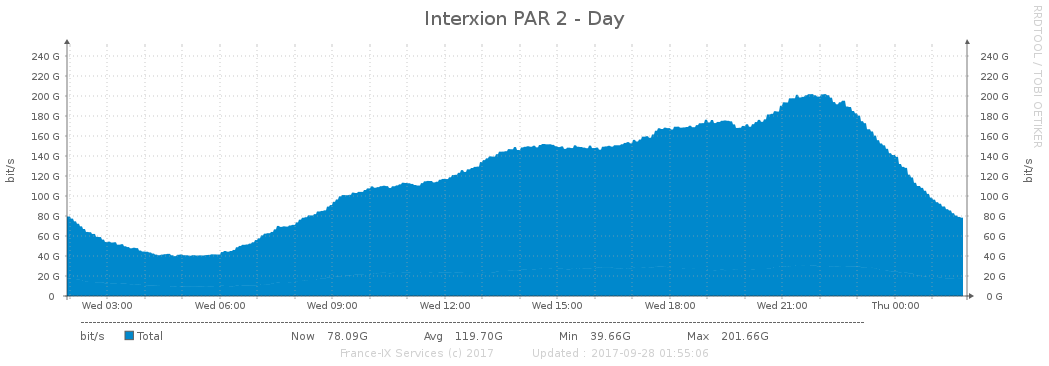 Interxion PAR 2 - Day
RRDTOOL / TOBI OETIKER
bit/s
240 G 240 G
220 G 220 G
200 G 200 G
180 G 180 G
160 G 160 G
140 G 140 G
120 G 120 G
100 G 100 G
80 G 80 G
60 G 60 G
40 G 40 G
20 G 20 G
0 0 G
bit/s
Wed 03:00 Wed 06:00 Wed 09:00 Wed 12:00 Wed 15:00 Wed 18:00 Wed 21:00 Thu 00:00
bit/s Total Now 78.09G Avg 119.70G Min 39.66G Max 201.66G
France-IX Services (c) 2017 Updated : 2017-09-28 01:55:06